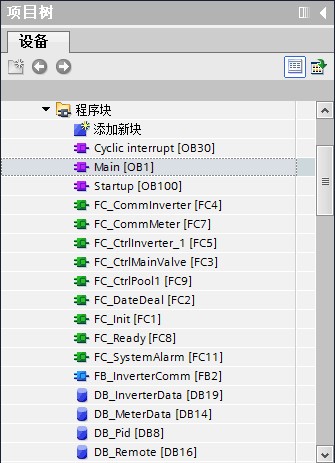 项目树
设备
程序块
添加新块
Cyclic interrupt [OB30]
Main [OB1]
Startup [OB100]
FC_CommInverter [FC4]
FC_CommMeter [FC7]
FC_CtrlInverter_1 [FC5]
FC_CtrlMainValve [FC3]
FC_CtrlPool1 [FC9]
FC_DateDeal [FC2]
FC_Init [FC1]
FC_Ready [FC8]
FC_SystemAlarm [FC11]
FB_InverterComm [FB2]
DB_InverterData [DB19]
DB_MeterData [DB14]
DB_Pid [DB8]
DB_Remote [DB16]